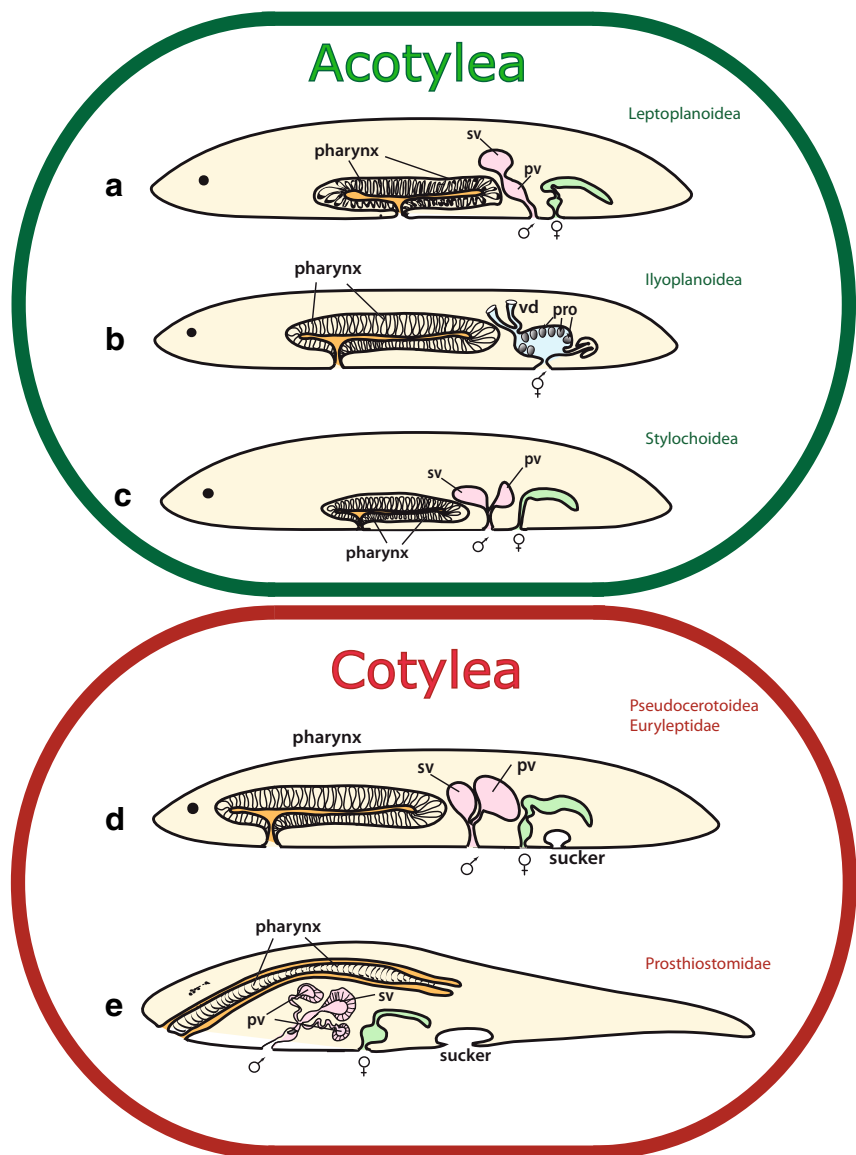 Acotylea
Leptoplanoidea
a
pharynx
sv
pv
♂
♀
Ilyoplanoidea
b
pharynx
vd
pro
⚥
Stylochoidea
c
sv
pv
pharynx
♂
♀
Cotylea
Pseudocerotoidea
Euryleptidae
d
pharynx
sv
pv
♂
♀
sucker
Prosthiostomidae
e
pharynx
sv
pv
♂
♀
sucker